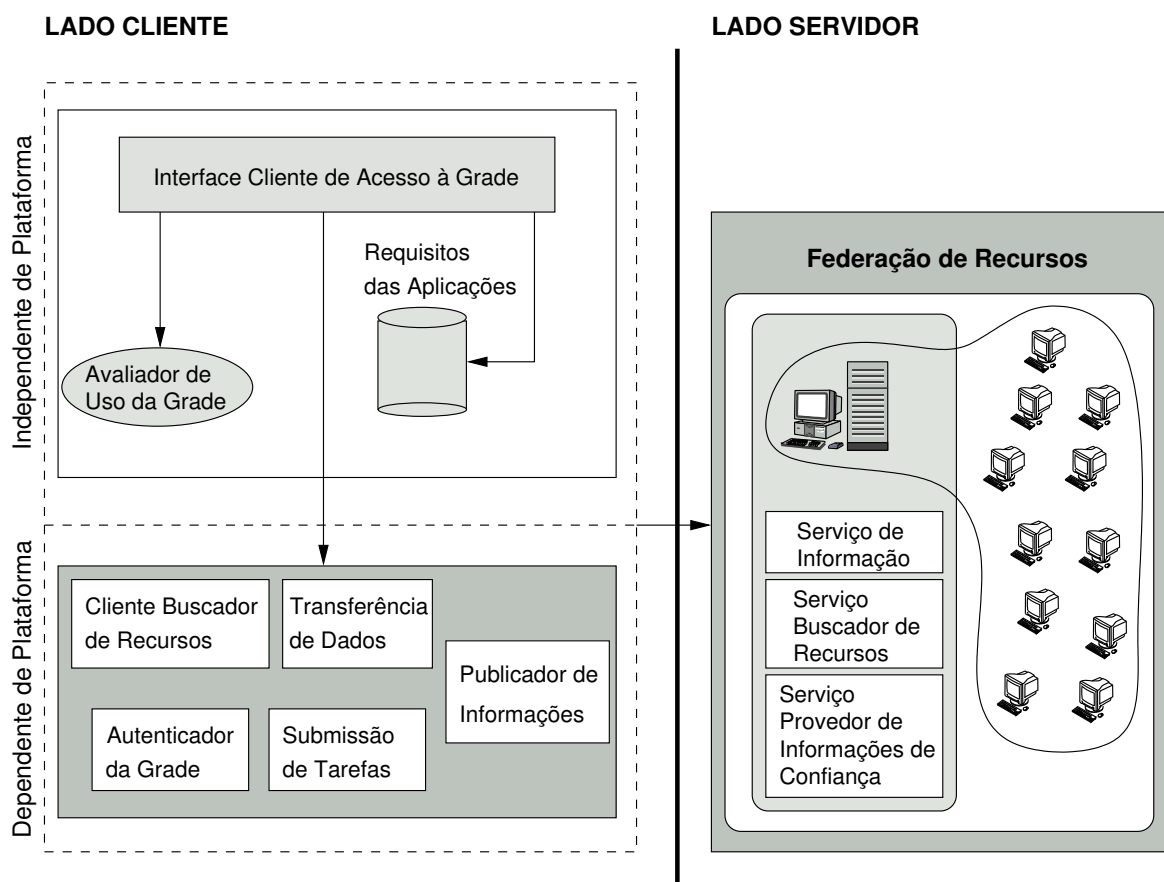 LADO CLIENTE
LADO SERVIDOR
Independente de Plataforma
Interface Cliente de Acesso à Grade
Requisitos
das Aplicações
Avaliador de
Uso da Grade
Dependente de Plataforma
Cliente Buscador
de Recursos
Transferência
de Dados
Publicador de
Informações
Autenticador
da Grade
Submissão
de Tarefas
Federação de Recursos
Serviço de
Informação
Serviço
Buscador de
Recursos
Serviço
Provedor de
Informações de
Confiança